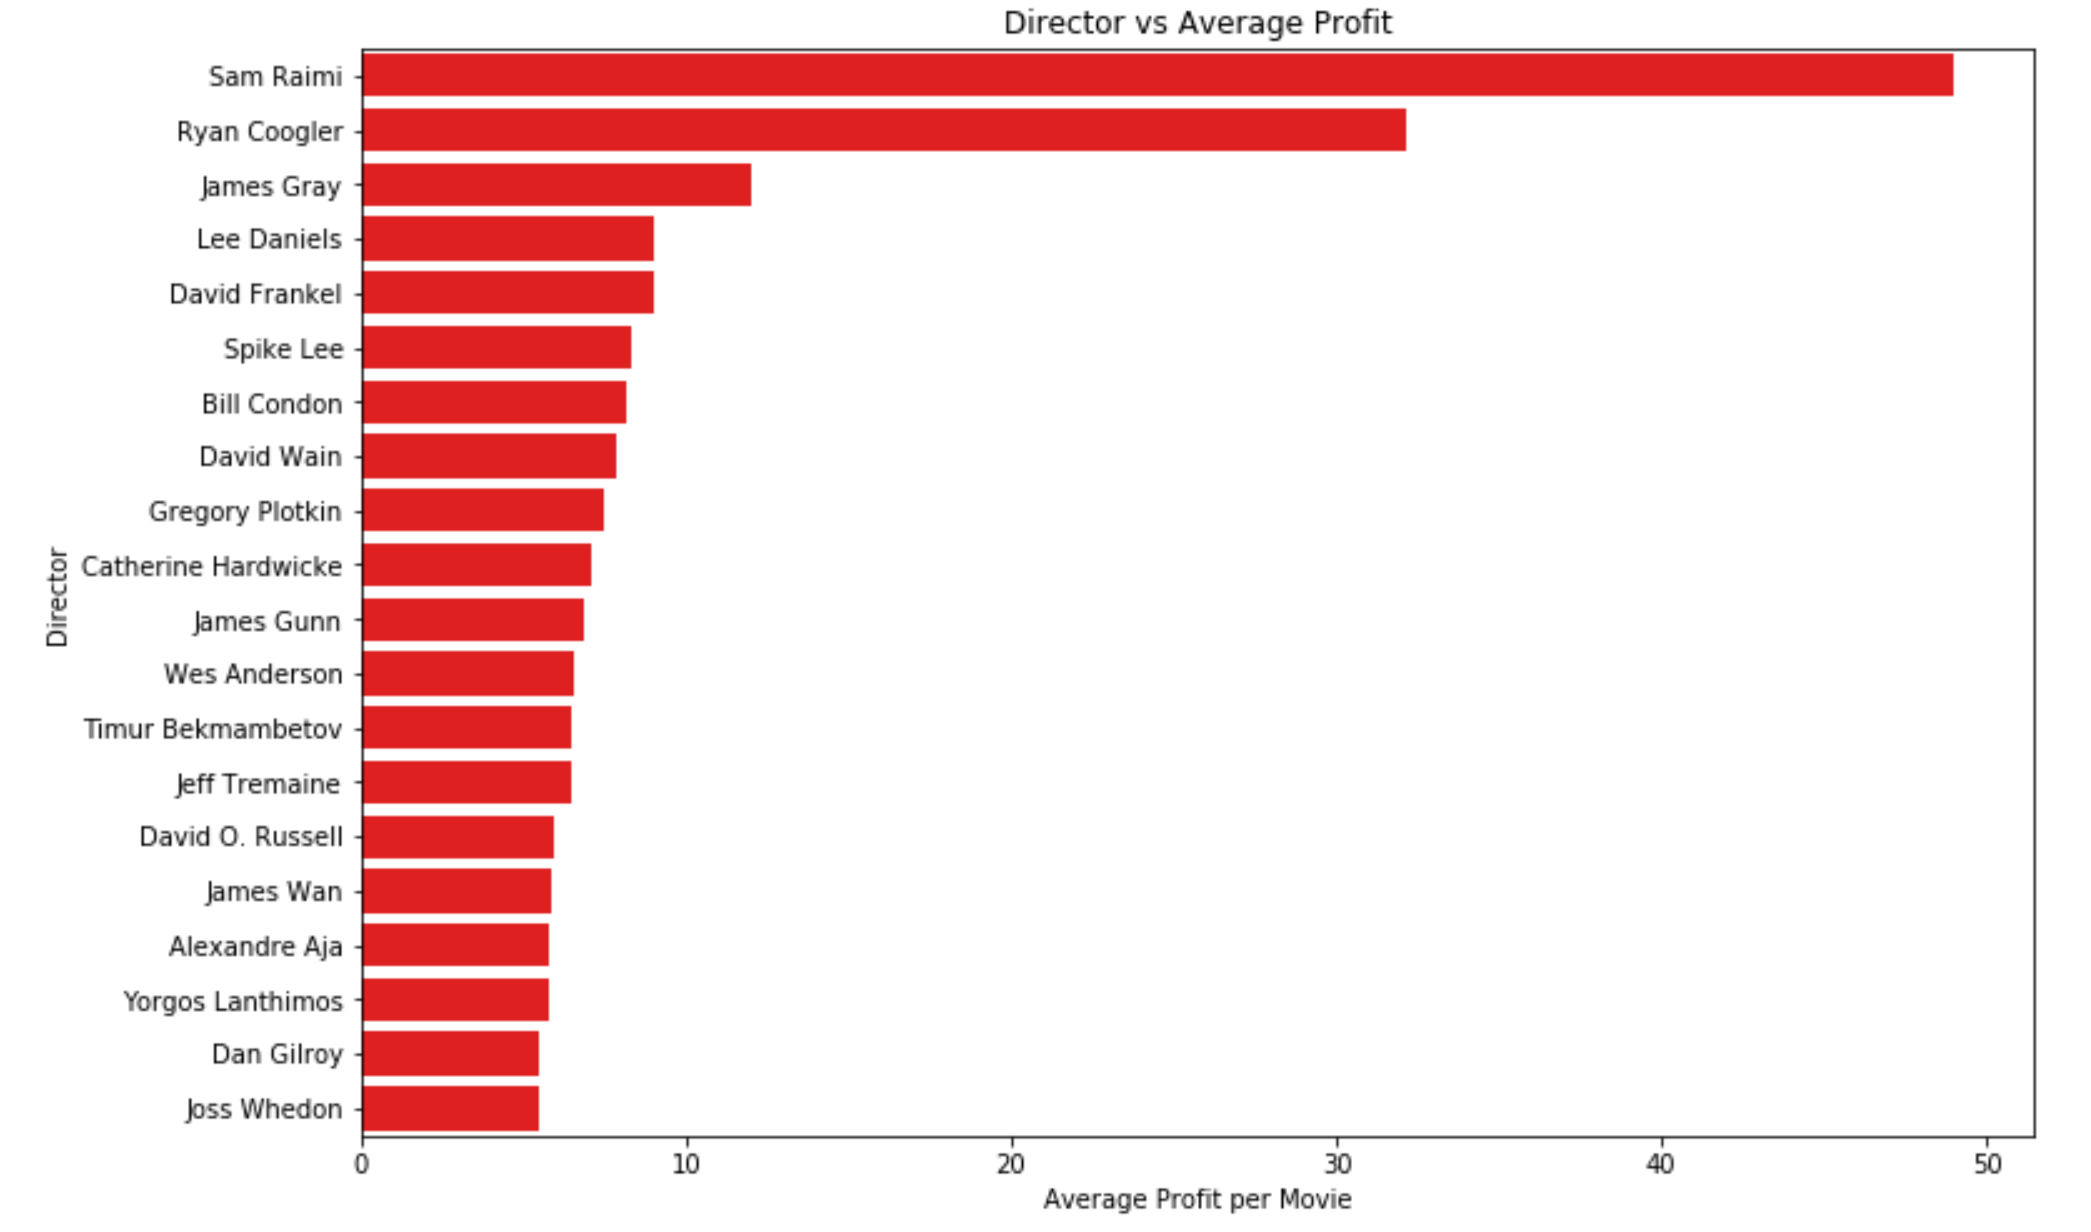 Director vs Average Profit
Sam Raimi
Ryan Coogler
James Gray
Lee Daniels
David Frankel
Spike Lee
Bill Condon
David Wain
Gregory Plotkin
Catherine Hardwicke
James Gunn
Wes Anderson
Timur Bekmambetov
Jeff Tremaine
David O. Russell
James Wan
Alexandre Aja
Yorgos Lanthimos
Dan Gilroy
Joss Whedon
Director
0 10 20 30 40 50
Average Profit per Movie